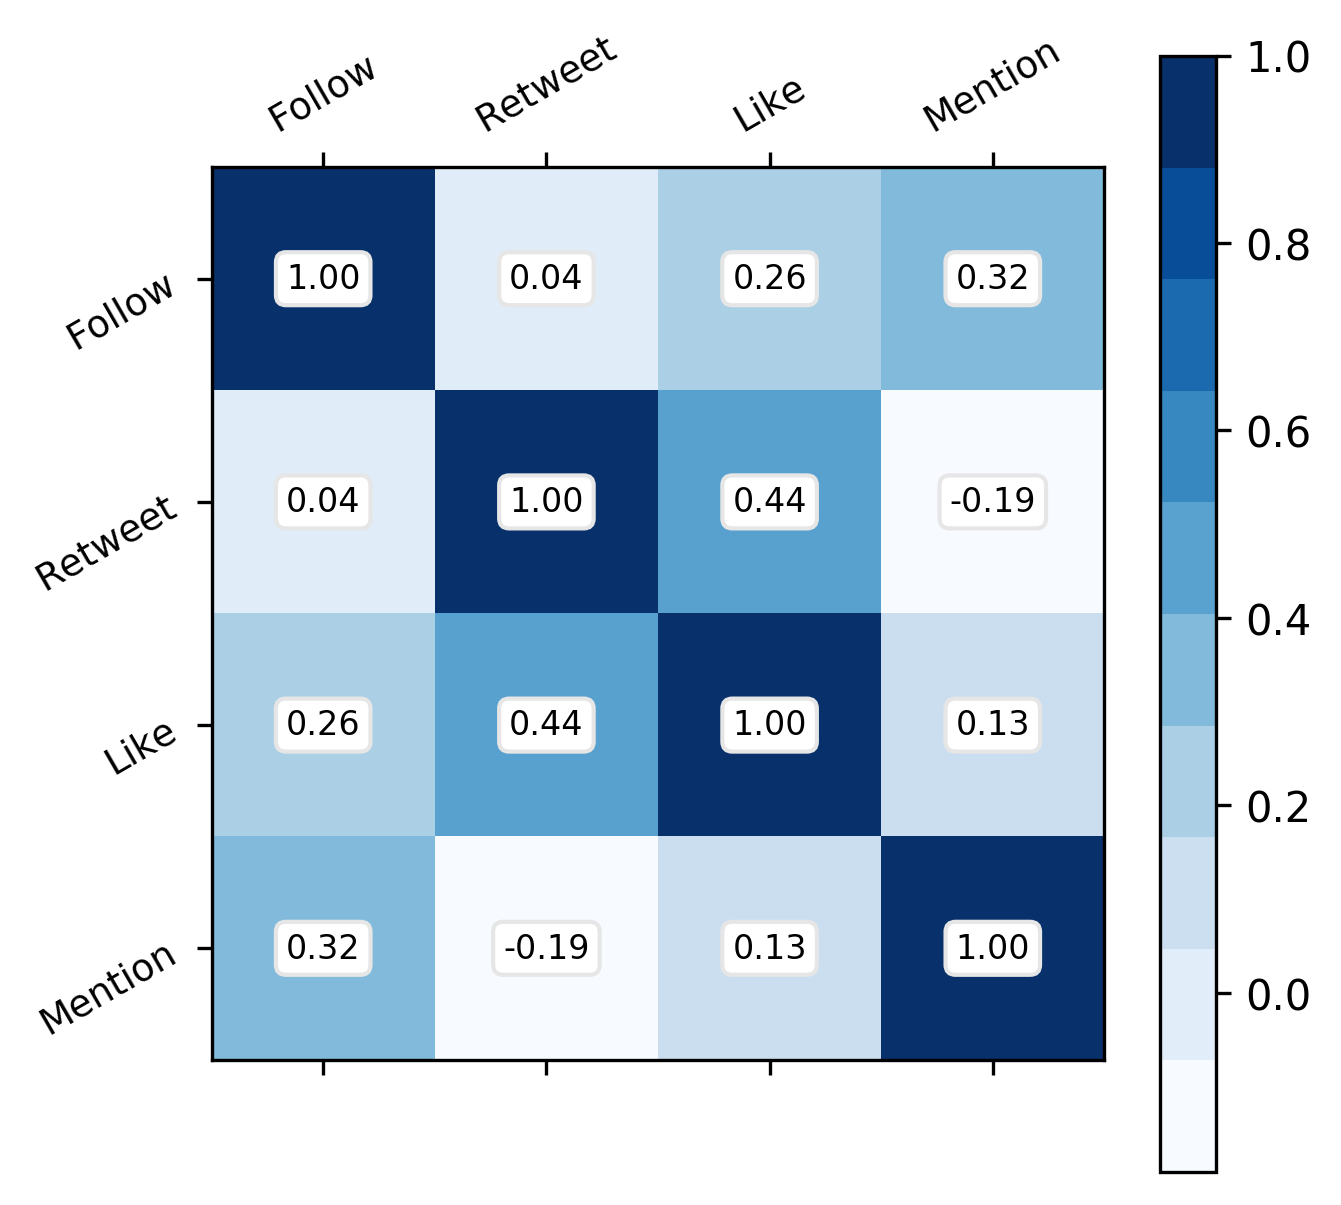 Follow Retweet Like Mention
Follow 1.00 0.04 0.26 0.32
Retweet 0.04 1.00 0.44 -0.19
Like 0.26 0.44 1.00 0.13
Mention 0.32 -0.19 0.13 1.00
1.0
0.8
0.6
0.4
0.2
0.0